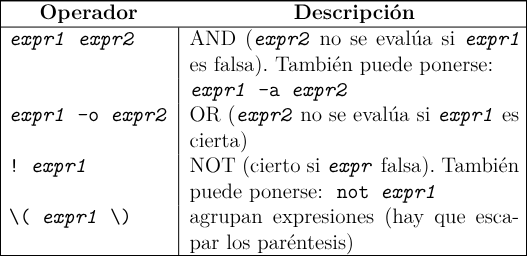 Operador Descripción
expr1 expr2 AND (expr2 no se evalúa si expr1
es falsa). También puede ponerse:
expr1 -a expr2
expr1 -o expr2 OR (expr2 no se evalúa si expr1 es
cierta)
! expr1 NOT (cierto si expr falsa). También
puede ponerse: not expr1
\( expr1 \) agrupan expresiones (hay que esca-
par los paréntesis)